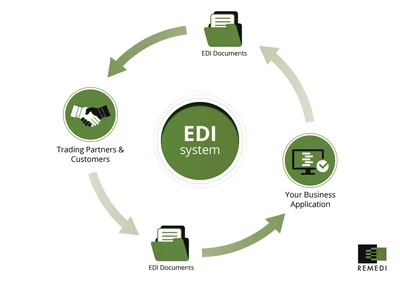 EDI Documents
EDI
system
Trading Partners &
Customers
Your Business
Application
EDI Documents
REMEDI